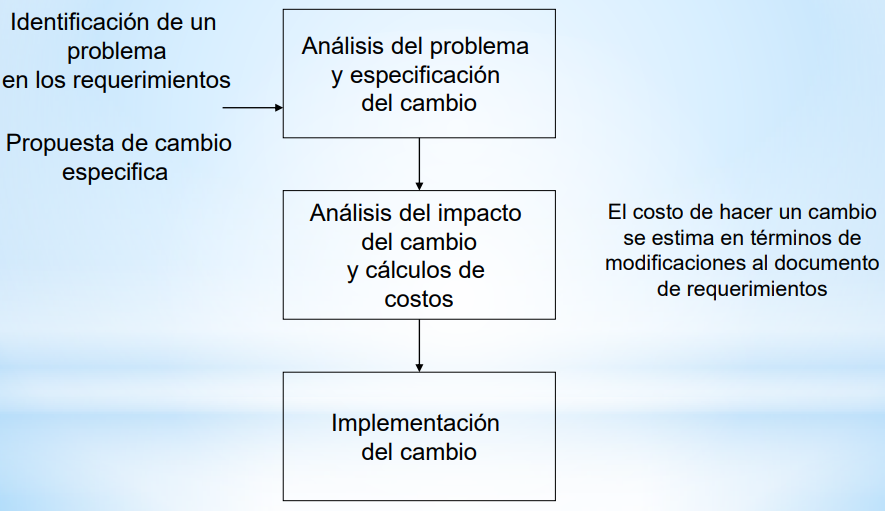 Identificación de un
problema
en los requerimientos
Propuesta de cambio
especifica
Análisis del problema
y especificación
del cambio
Análisis del impacto
del cambio
y cálculos de
costos
El costo de hacer un cambio
se estima en términos de
modificaciones al documento
de requerimientos
Implementación
del cambio